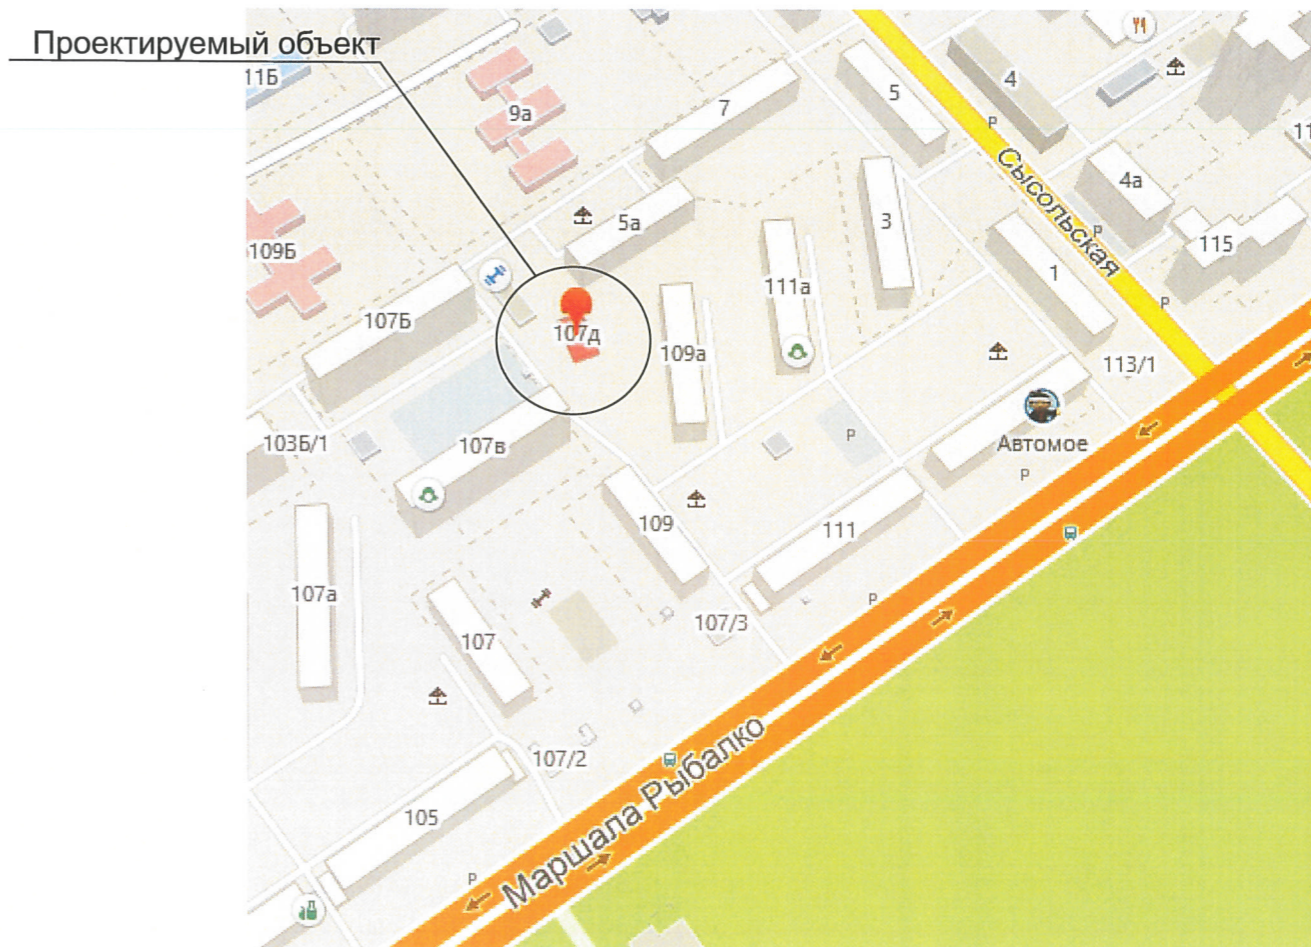 Проектируемый объект
11Б
9а
7
5
4
Р
11
Сысольская
4а
Р
115
5а
3
1
109Б
111а
107Б
107д
109а
Р
113/1
103Б/1
107в
Р
Автомое
Р
109
111
107а
Р
107
107/3
107/2
Маршала Рыбалко
105
Р